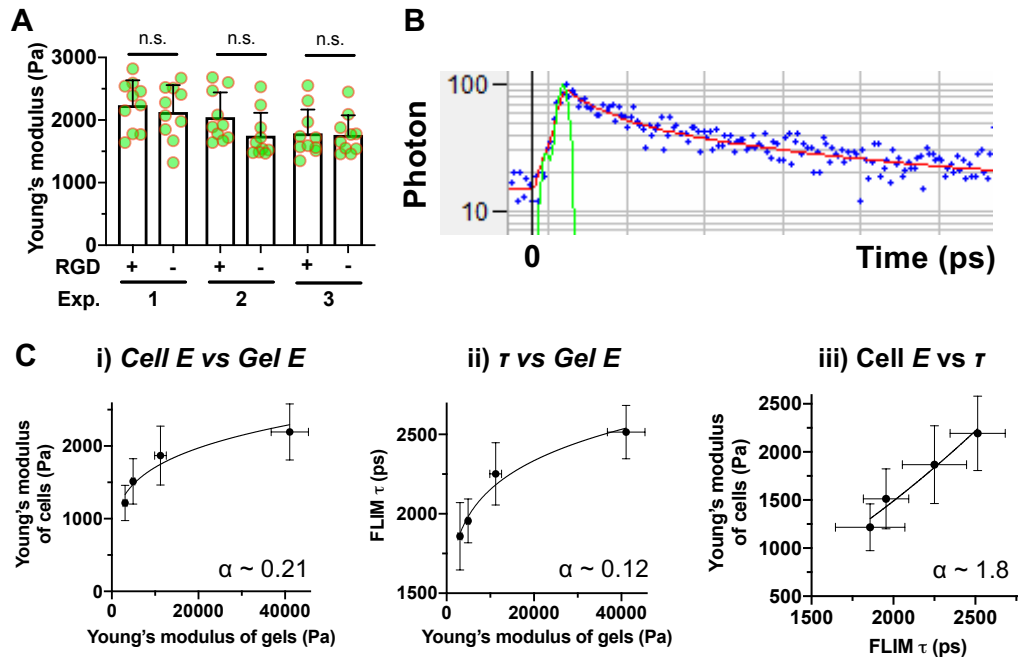 A
n.s. n.s. n.s.
Young's modulus (Pa)
3000
2000
1000
0
RGD + - + - + -
Exp. 1 2 3
B
Photon
100
10
0 Time (ps)
C
i) Cell E vs Gel E
Young's modulus
of cells (Pa)
2000
1000
0
0 20000 40000
Young's modulus of gels (Pa)
α ~ 0.21
ii) τ vs Gel E
FLIM τ (ps)
2500
2000
1500
0 20000 40000
Young's modulus of gels (Pa)
α ~ 0.12
iii) Cell E vs τ
Young's modulus
of cells (Pa)
2500
2000
1500
1000
500
1500 2000 2500
FLIM τ (ps)
α ~ 1.8